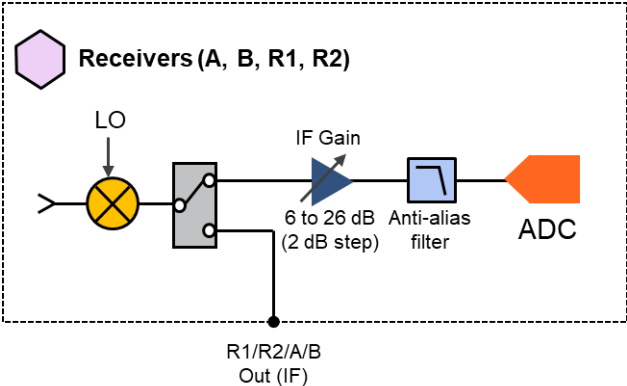 Receivers (A, B, R1, R2)
LO
IF Gain
6 to 26 dB
(2 dB step)
Anti-alias
filter
ADC
R1/R2/A/B
Out (IF)